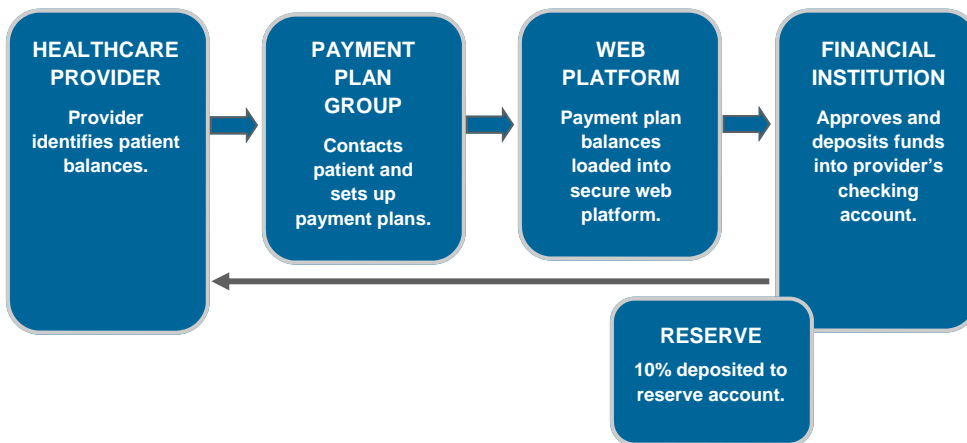 HEALTHCARE
PROVIDER
Provider
identifies patient
balances.
PAYMENT
PLAN
GROUP
Contacts
patient and
sets up
payment plans.
WEB
PLATFORM
Payment plan
balances
loaded into
secure web
platform.
FINANCIAL
INSTITUTION
Approves and
deposits funds
into provider’s
checking
account.
RESERVE
10% deposited to
reserve account.